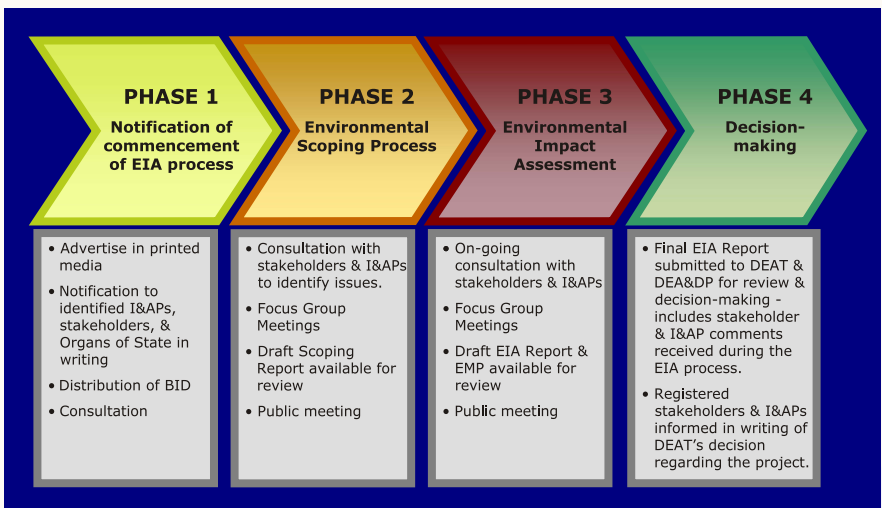 PHASE 1
Notification of
commencement
of EIA process
PHASE 2
Environmental
Scoping Process
PHASE 3
Environmental
Impact
Assessment
PHASE 4
Decision-
making
• Advertise in printed
media
• Notification to
identified I&APs,
stakeholders, &
Organs of State in
writing
• Distribution of BID
• Consultation
• Consultation with
stakeholders & I&APs
to identify issues.
• Focus Group
Meetings
• Draft Scoping
Report available for
review
• Public meeting
• On-going
consultation with
stakeholders & I&APs
• Focus Group
Meetings
• Draft EIA Report &
EMP available for
review
• Public meeting
• Final EIA Report
submitted to DEAT &
DEA&DP for review &
decision-making -
includes stakeholder
& I&AP comments
received during the
EIA process.
• Registered
stakeholders & I&APs
informed in writing of
DEAT's decision
regarding the project.